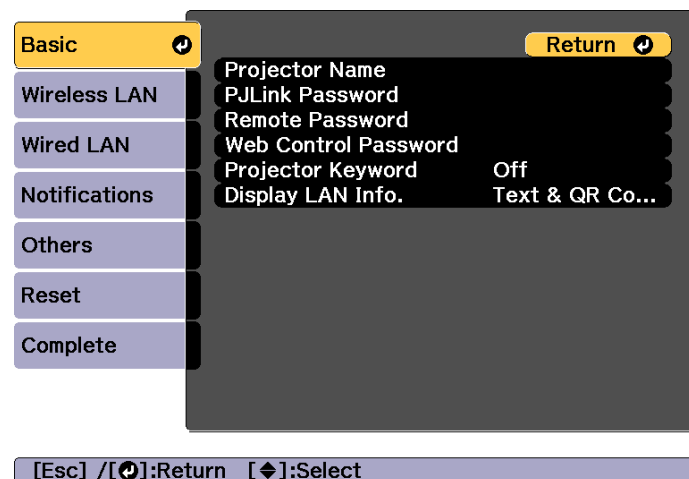 Basic
Wireless LAN
Wired LAN
Notifications
Others
Reset
Complete
Return
Projector Name
PJLink Password
Remote Password
Web Control Password
Projector Keyword Off
Display LAN Info. Text & QR Co...
[Esc] /[↵]:Return [◆]:Select